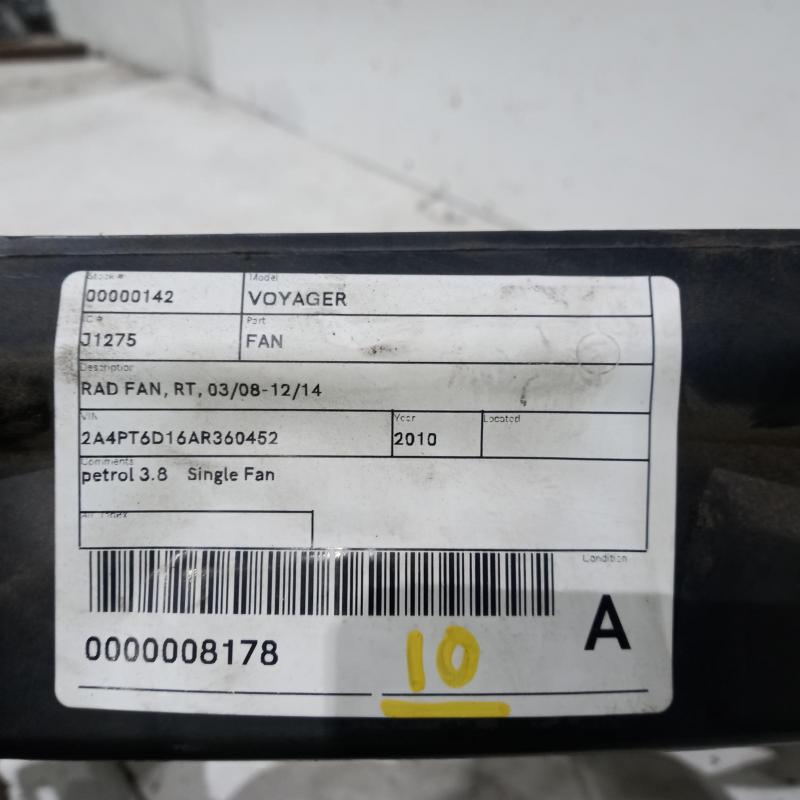 Stock # Model
00000142 VOYAGER
IC # Part
J1275 FAN
Description
RAD FAN, RT, 03/08-12/14
VIN Year Located
2A4PT6D16AR360452 2010
Comments
petrol 3.8 Single Fan
Condition
A
0000008178
10